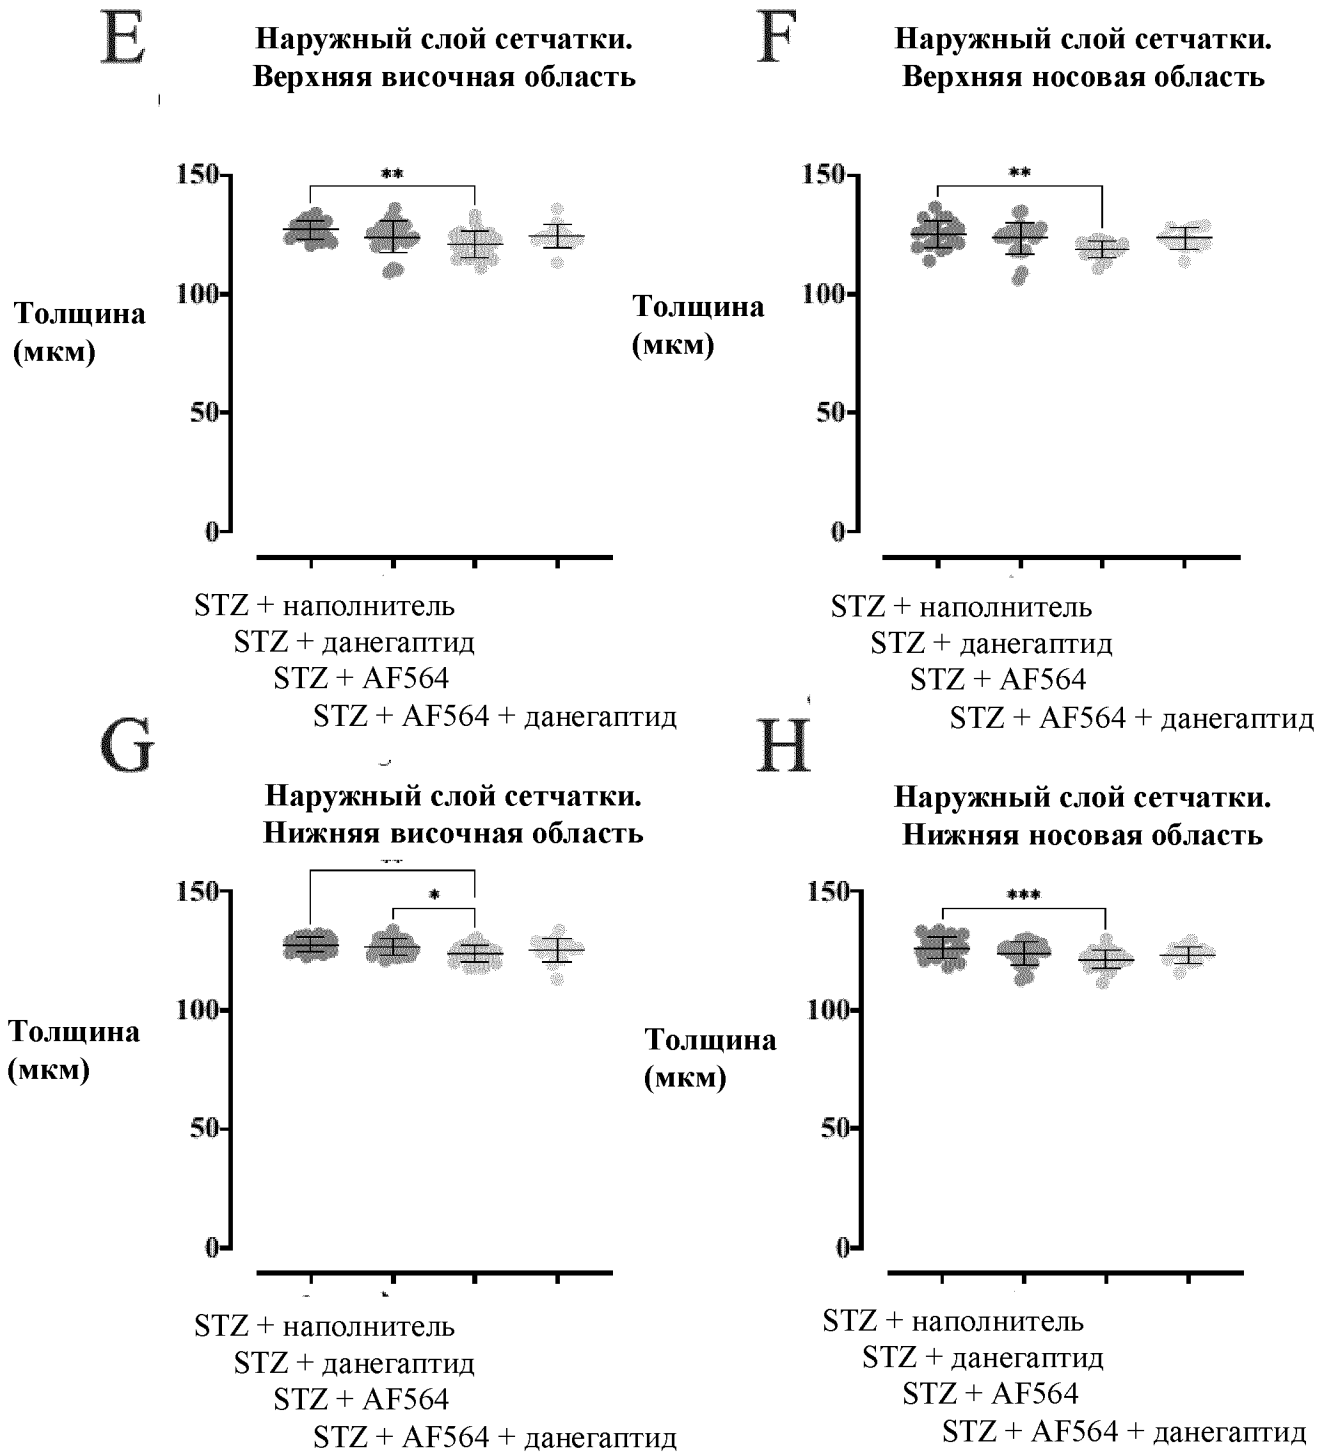 E
Наружный слой сетчатки.
Верхняя височная область
**
150
100
50
0
Толщина
(мкм)
STZ + наполнитель
STZ + данегаптид
STZ + AF564
STZ + AF564 + данегаптид
F
Наружный слой сетчатки.
Верхняя носовая область
**
150
100
50
0
Толщина
(мкм)
STZ + наполнитель
STZ + данегаптид
STZ + AF564
STZ + AF564 + данегаптид
G
Наружный слой сетчатки.
Нижняя височная область
*
150
100
50
0
Толщина
(мкм)
STZ + наполнитель
STZ + данегаптид
STZ + AF564
STZ + AF564 + данегаптид
H
Наружный слой сетчатки.
Нижняя носовая область
***
150
100
50
0
Толщина
(мкм)
STZ + наполнитель
STZ + данегаптид
STZ + AF564
STZ + AF564 + данегаптид